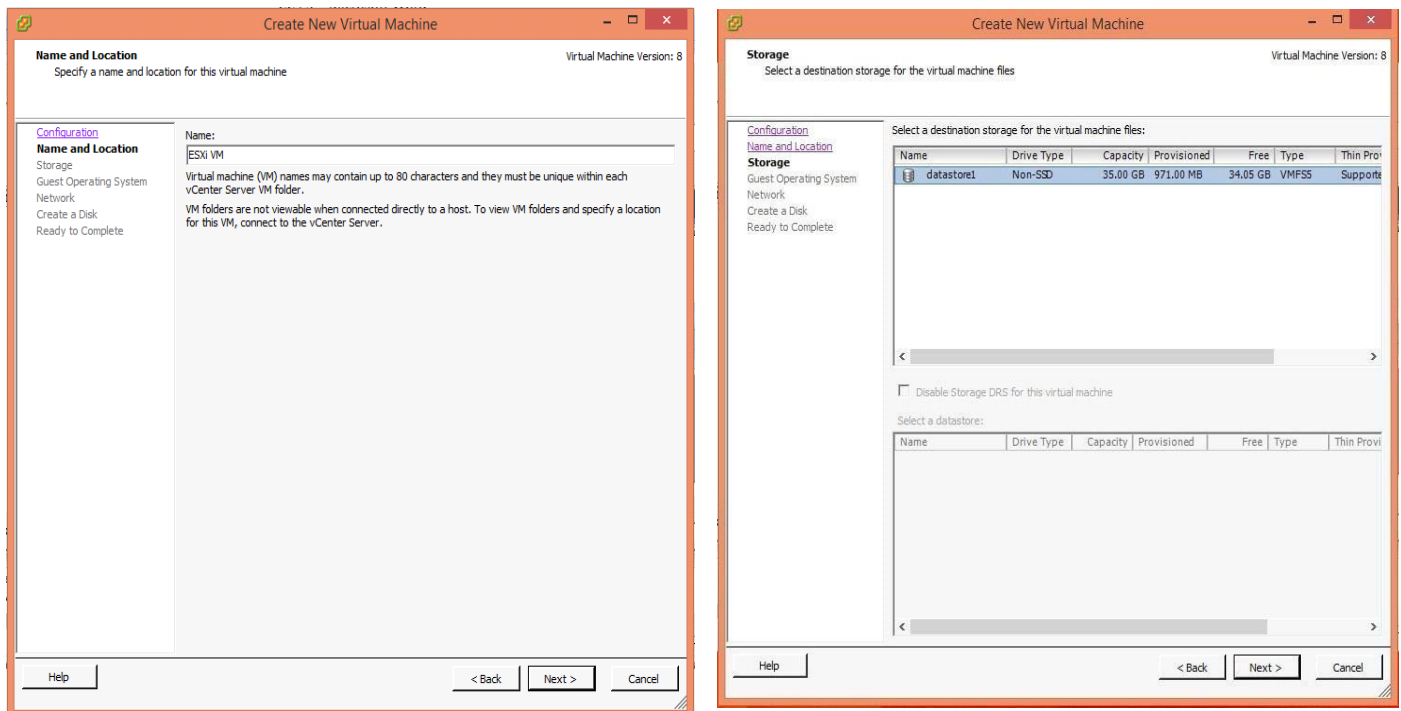 Create New Virtual Machine
Name and Location
Specify a name and location for this virtual machine
Virtual Machine Version: 8
Configuration
Name and Location
Storage
Guest Operating System
Network
Create a Disk
Ready to Complete
Name:
ESXi VM
Virtual machine (VM) names may contain up to 80 characters and they must be unique within each
vCenter Server VM folder.
VM folders are not viewable when connected directly to a host. To view VM folders and specify a location
for this VM, connect to the vCenter Server.
Help
< Back
Next >
Cancel
Create New Virtual Machine
Storage
Select a destination storage for the virtual machine files
Virtual Machine Version: 8
Configuration
Name and Location
Storage
Guest Operating System
Network
Create a Disk
Ready to Complete
Select a destination storage for the virtual machine files:
Name Drive Type Capacity Provisioned Free Type Thin Prov
datastore1 Non-SSD 35.00 GB 971.00 MB 34.05 GB VMFS5 Supporte
Disable Storage DRS for this virtual machine
Select a datastore:
Name Drive Type Capacity Provisioned Free Type Thin Provi
Help
< Back
Next >
Cancel